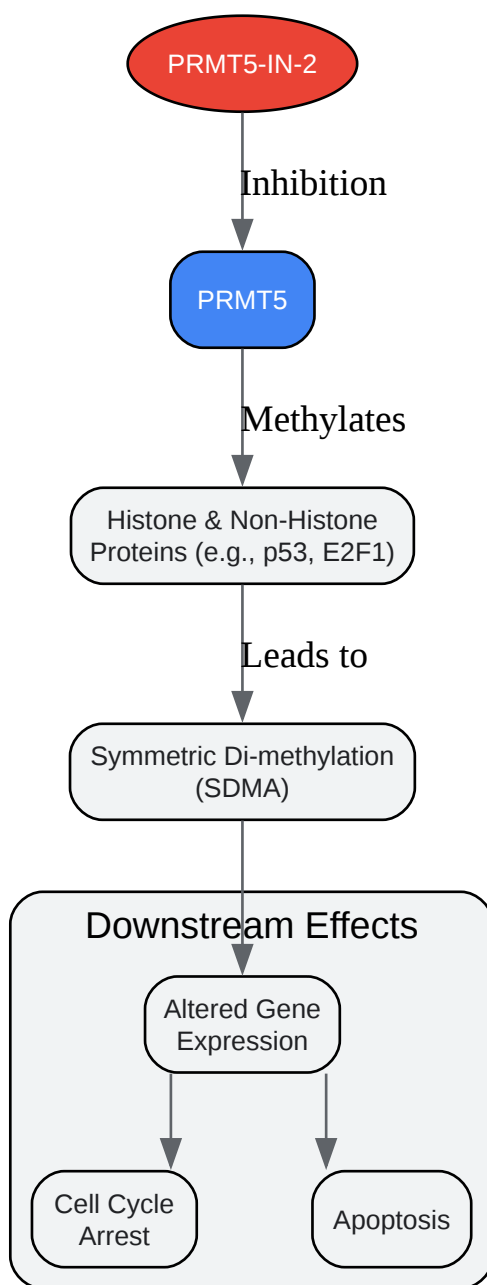 PRMT5-IN-2
Inhibition
PRMT5
Methylates
Histone & Non-Histone
Proteins (e.g., p53, E2F1)
Leads to
Symmetric Di-methylation
(SDMA)
Downstream Effects
Altered Gene
Expression
Cell Cycle
Arrest
Apoptosis